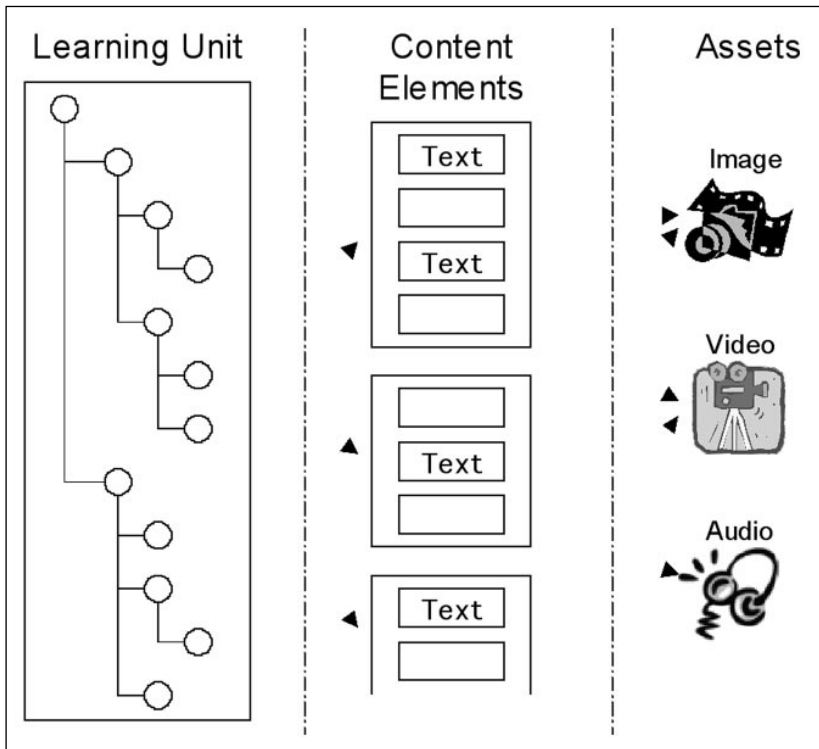 Learning Unit
Content
Elements
Assets
Text
Text
Text
Text
Image
Video
Audio